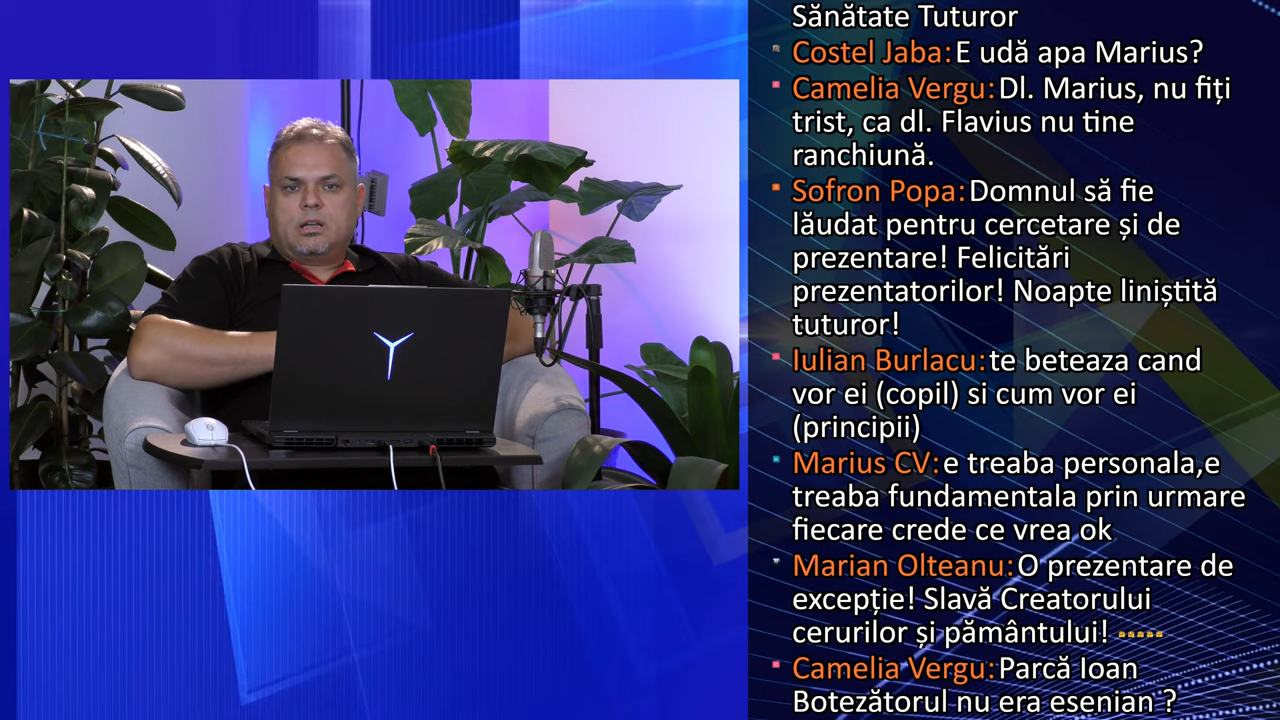 Sănătate Tuturor
Costel Jaba: E udă apa Marius?
Camelia Vergu: Dl. Marius, nu fiți
trist, ca dl. Flavius nu tine
ranchiună.
Sofron Popa: Domnul să fie
lăudat pentru cercetare și de
prezentare! Felicitări
prezentatorilor! Noapte liniștită
tuturor!
Iulian Burlacu: te beteaza cand
vor ei (copil) si cum vor ei
(principii)
Marius CV: e treaba personala,e
treaba fundamentala prin urmare
fiecare crede ce vrea ok
Marian Olteanu: O prezentare de
excepție! Slavă Creatorului
cerurilor și pământului!
Camelia Vergu: Parcă Ioan
Botezătorul nu era esenian ?